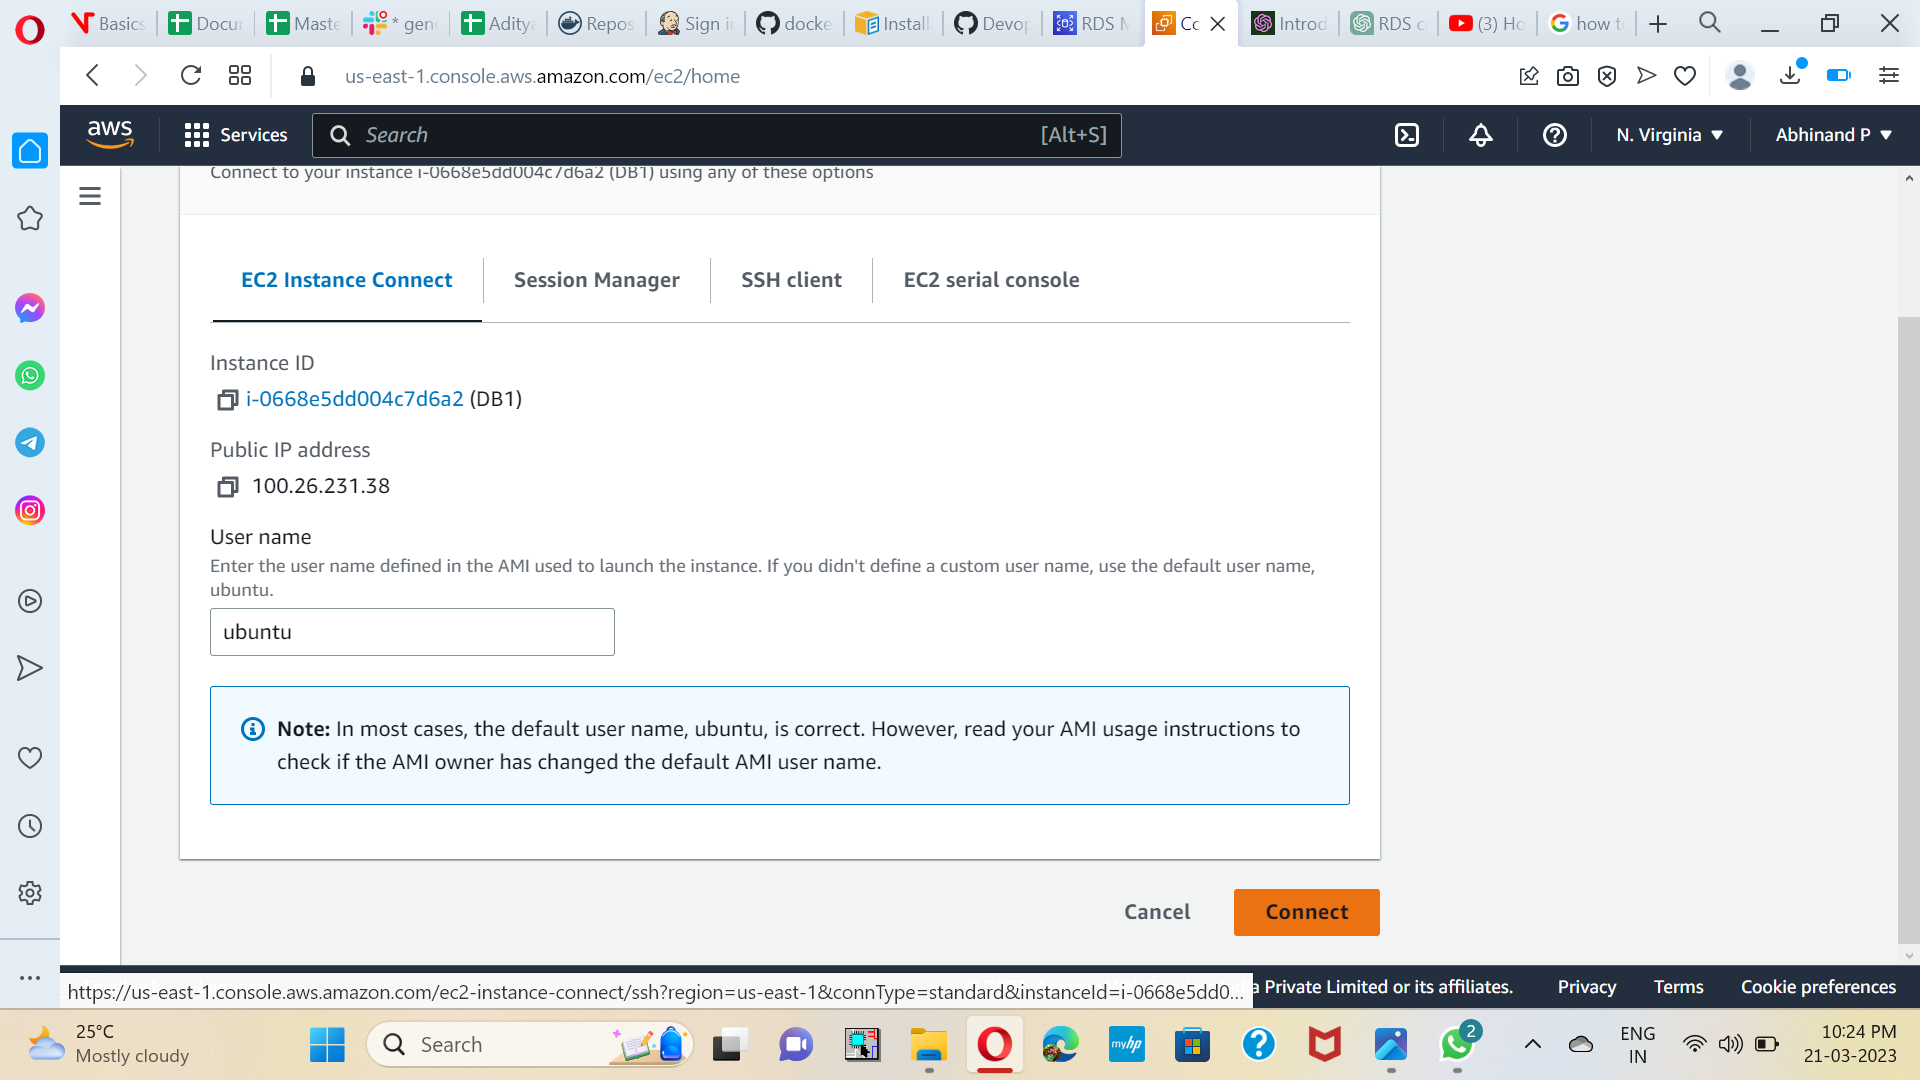 Basics
Docur
Maste
* gene
Aditya
Repos
Sign in
docke
Install
Devop
RDS M
Co
Introd
RDS c
(3) Ho
how to
us-east-1.console.aws.amazon.com/ec2/home
aws
Services
Search
[Alt+S]
N. Virginia
Abhinand P
Connect to your instance i-0668e5dd004c7d6a2 (DB1) using any of these options
EC2 Instance Connect
Session Manager
SSH client
EC2 serial console
Instance ID
i-0668e5dd004c7d6a2 (DB1)
Public IP address
100.26.231.38
User name
Enter the user name defined in the AMI used to launch the instance. If you didn't define a custom user name, use the default user name,
ubuntu.
ubuntu
Note: In most cases, the default user name, ubuntu, is correct. However, read your AMI usage instructions to
check if the AMI owner has changed the default AMI user name.
Cancel
Connect
https://us-east-1.console.aws.amazon.com/ec2-instance-connect/ssh?region=us-east-1&connType=standard&instanceId=i-0668e5dd0...
Private Limited or its affiliates.
Privacy
Terms
Cookie preferences
25°C
Mostly cloudy
Search
myhp
2
ENG
IN
10:24 PM
21-03-2023